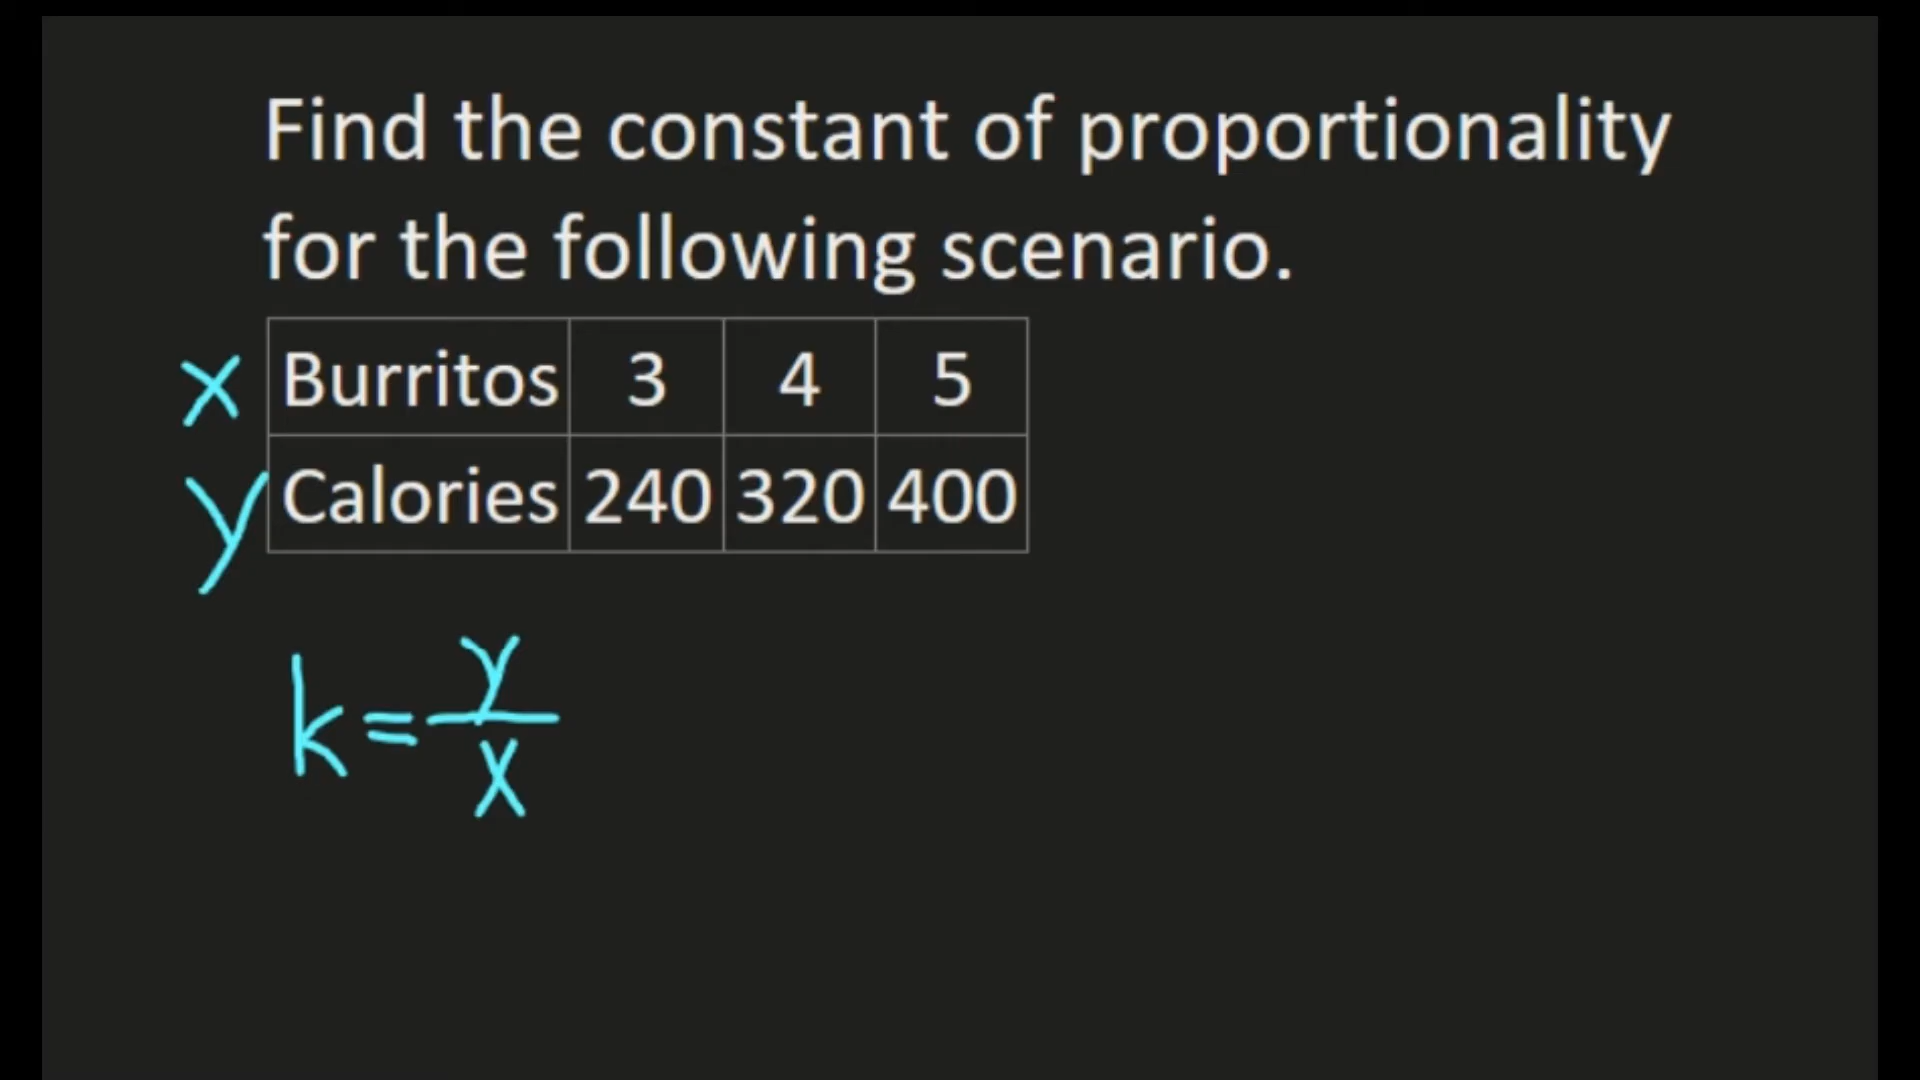 Find the constant of proportionality
for the following scenario.
x Burritos 3 4 5
y Calories 240 320 400
k = y/x